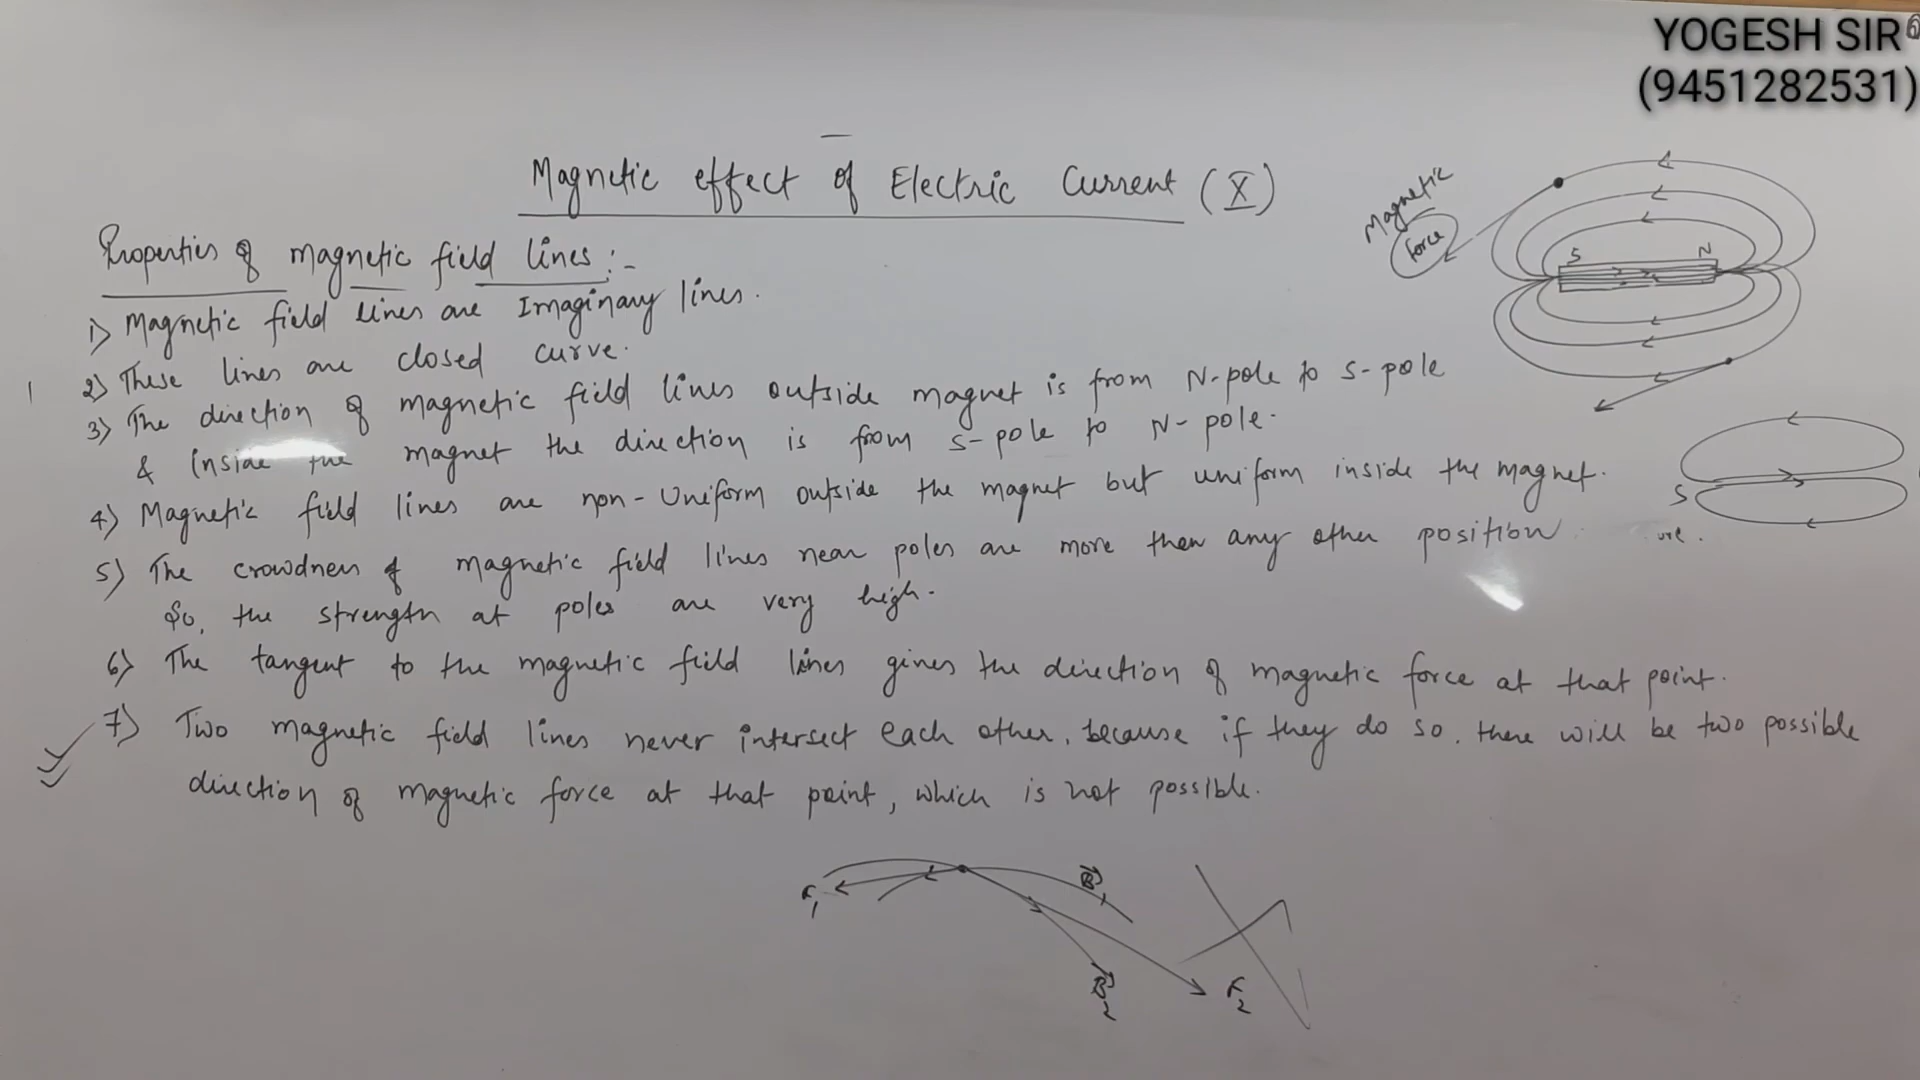 YOGESH SIR
(9451282531)
Magnetic effect of Electric Current (X)
Properties of magnetic field lines :-
1) Magnetic field lines are Imaginary lines.
2) These lines are closed curve.
3) The direction of magnetic field lines outside magnet is from N-pole to S-pole
& Inside the magnet the direction is from S-pole to N-pole.
4) Magnetic field lines are non-Uniform outside the magnet but uniform inside the magnet.
5) The crowdness of magnetic field lines near poles are more then any other position
So, the strength at poles are very high.
6) The tangent to the magnetic field lines gives the direction of magnetic force at that point.
7) Two magnetic field lines never intersect each other, because if they do so, there will be two possible
direction of magnetic force at that point, which is not possible.
Magnetic
force
S N
S
F1
B1
B2
F2